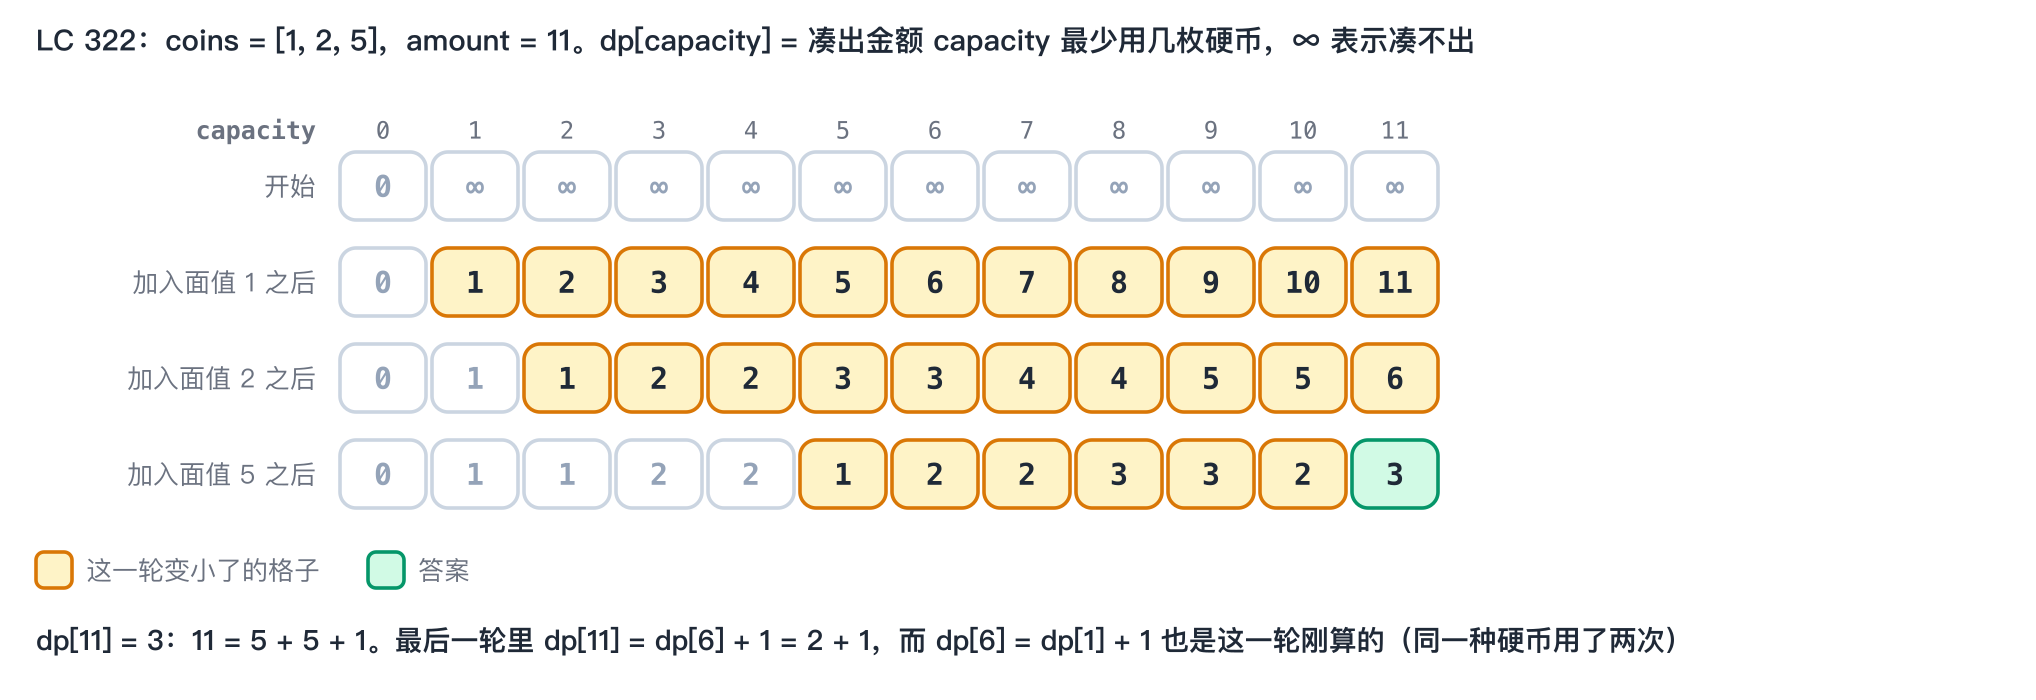 LC 322：coins = [1, 2, 5]，amount = 11。dp[capacity] = 凑出金额 capacity 最少用几枚硬币，∞ 表示凑不出
capacity 0 1 2 3 4 5 6 7 8 9 10 11
开始 0 ∞ ∞ ∞ ∞ ∞ ∞ ∞ ∞ ∞ ∞ ∞
加入面值 1 之后 0 1 2 3 4 5 6 7 8 9 10 11
加入面值 2 之后 0 1 1 2 2 3 3 4 4 5 5 6
加入面值 5 之后 0 1 1 2 2 1 2 2 3 3 2 3
这一轮变小了的格子 答案
dp[11] = 3：11 = 5 + 5 + 1。最后一轮里 dp[11] = dp[6] + 1 = 2 + 1，而 dp[6] = dp[1] + 1 也是这一轮刚算的（同一种硬币用了两次）